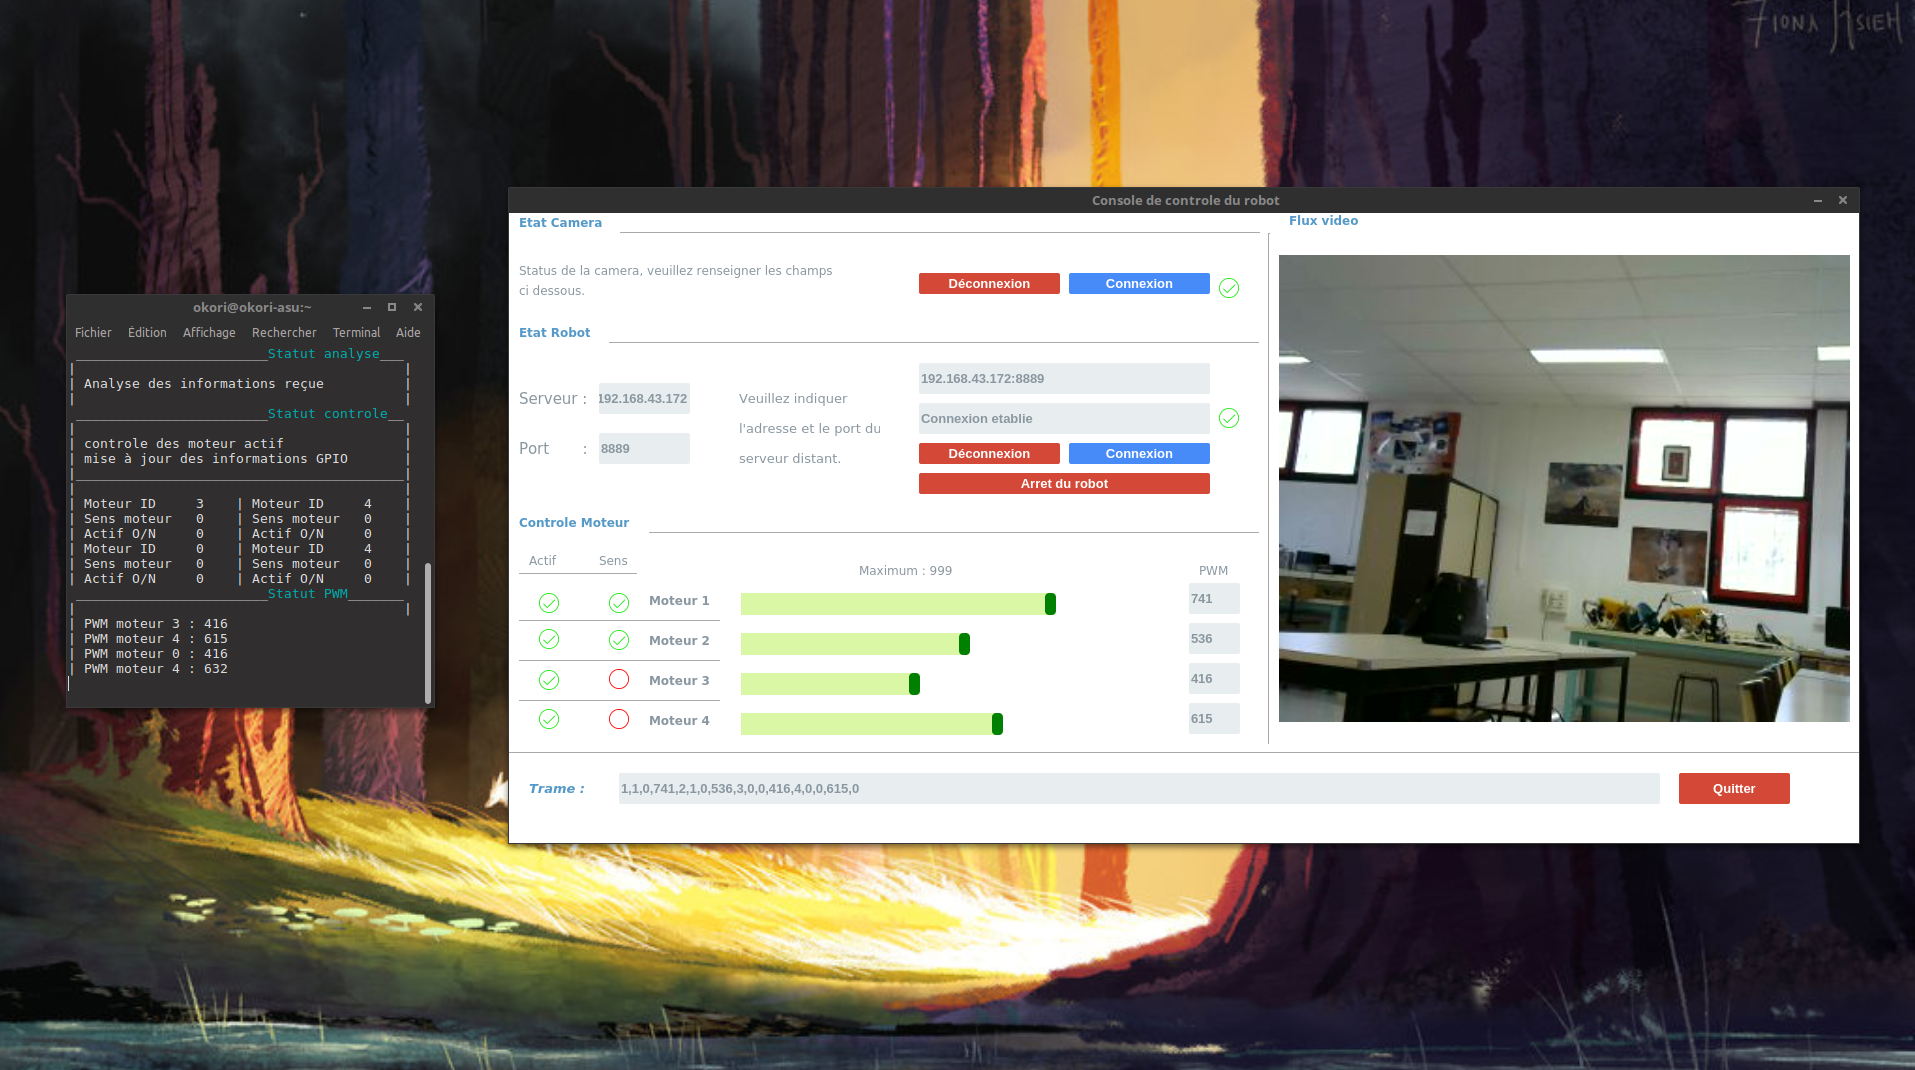 FIONA HSIEH
okori@okori-asu:~
Fichier Édition Affichage Rechercher Terminal Aide
Statut analyse
Analyse des informations reçue
Statut controle
controle des moteur actif
mise à jour des informations GPIO
Moteur ID 3 | Moteur ID 4
Sens moteur 0 | Sens moteur 0
Actif O/N 0 | Actif O/N 0
Moteur ID 0 | Moteur ID 4
Sens moteur 0 | Sens moteur 0
Actif O/N 0 | Actif O/N 0
Statut PWM
PWM moteur 3 : 416
PWM moteur 4 : 615
PWM moteur 0 : 416
PWM moteur 4 : 632
Console de controle du robot
Etat Camera
Status de la camera, veuillez renseigner les champs
ci dessous.
Déconnexion Connexion
Etat Robot
Serveur : 192.168.43.172
Port : 8889
Veuillez indiquer
l'adresse et le port du
serveur distant.
192.168.43.172:8889
Connexion etablie
Déconnexion Connexion
Arret du robot
Controle Moteur
Actif Sens
Maximum : 999 PWM
Moteur 1 741
Moteur 2 536
Moteur 3 416
Moteur 4 615
Flux video
Trame : 1,1,0,741,2,1,0,536,3,0,0,416,4,0,0,615,0
Quitter